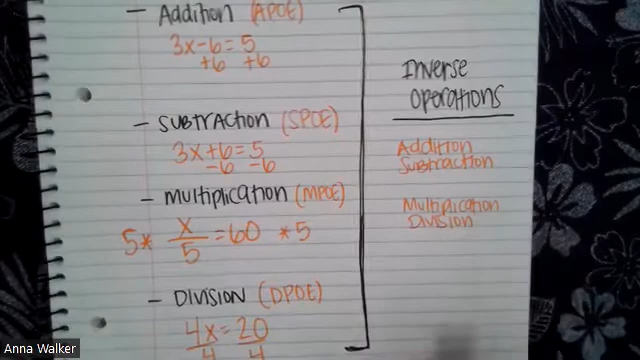 – Addition (APOE)
3x-6=5
+6 +6
– Subtraction (SPOE)
3x+6=5
-6 -6
– Multiplication (MPOE)
5* x/5 =60 *5
– Division (DPOE)
4x=20
4 4
Inverse
Operations
Addition
Subtraction
Multiplication
Division
Anna Walker